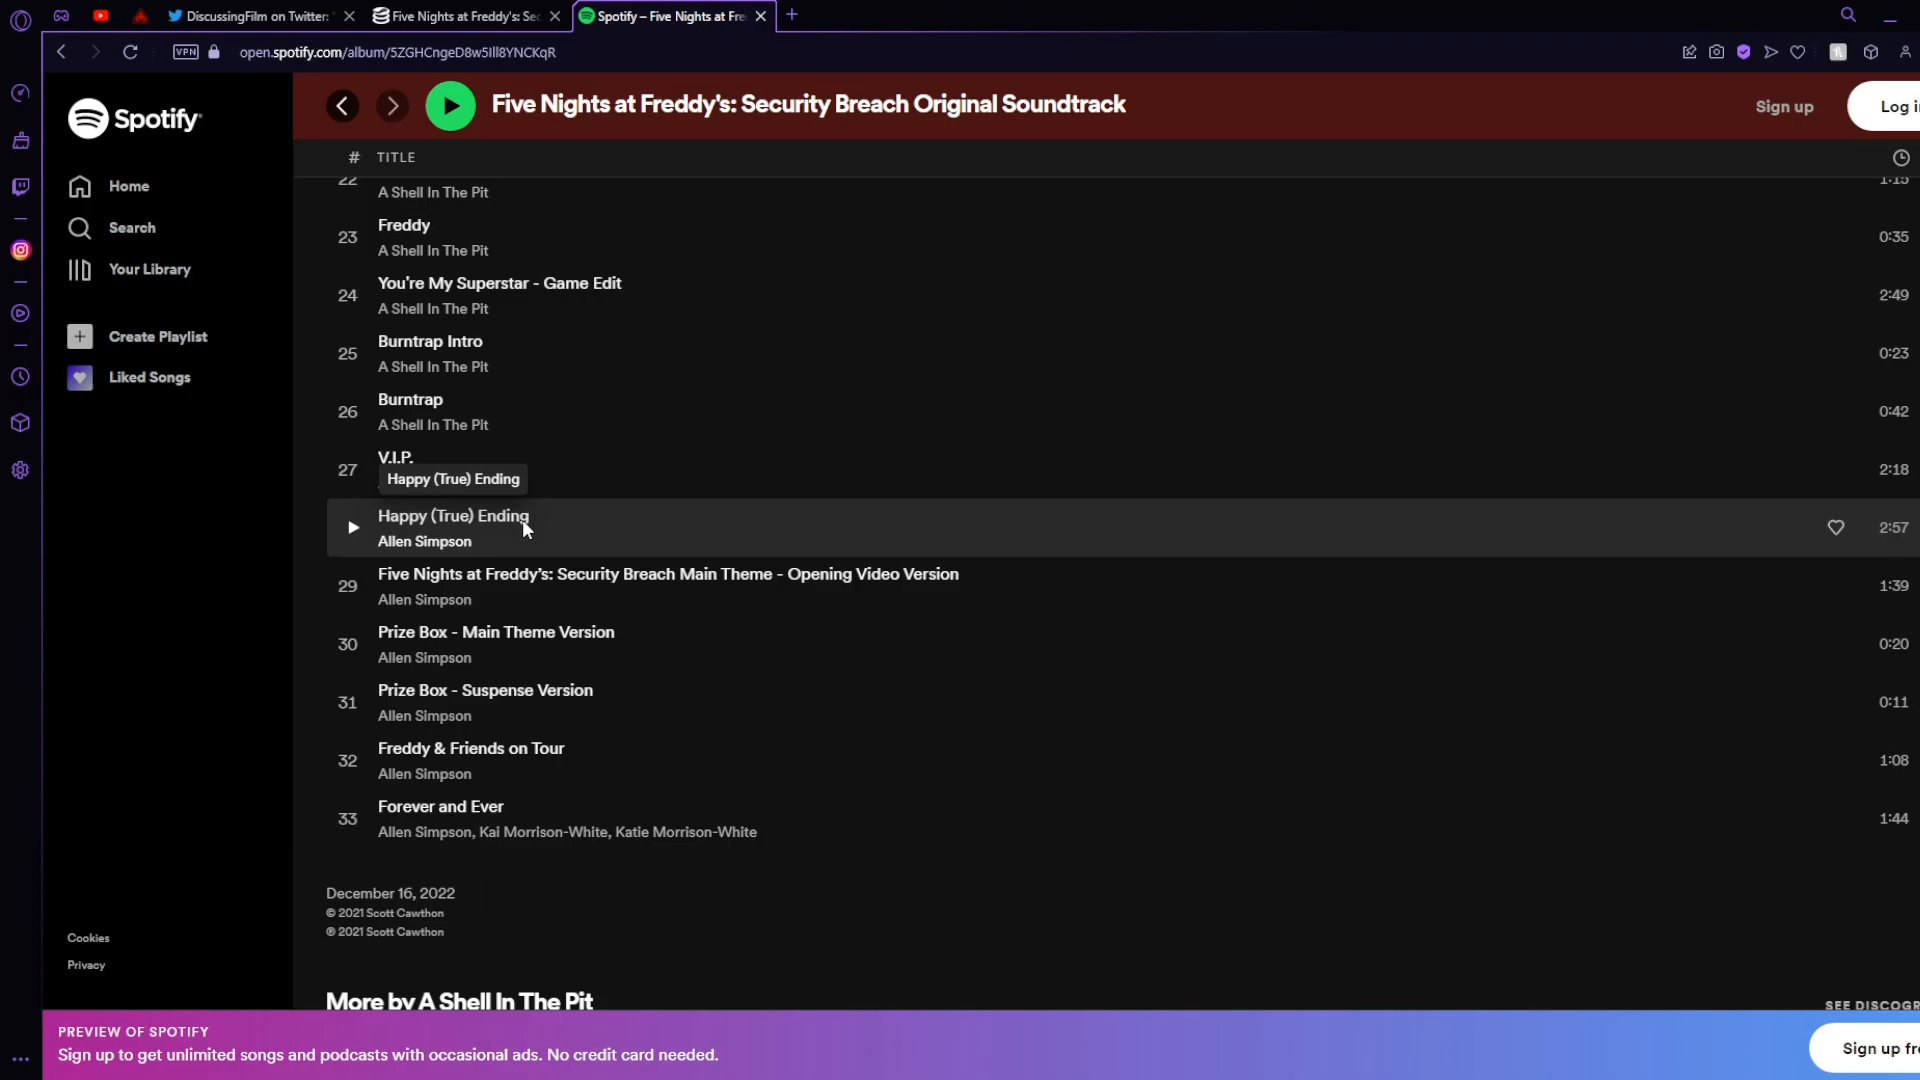 DiscussingFilm on Twitter:
Five Nights at Freddy's: Sec
Spotify – Five Nights at Fre
VPN
open.spotify.com/album/5ZGHCngeD8w5Ill8YNCKqR
Spotify
Five Nights at Freddy's: Security Breach Original Soundtrack
Sign up
Log i
# TITLE
Home
Search
Your Library
Create Playlist
Liked Songs
22
A Shell In The Pit
1:15
23
Freddy
A Shell In The Pit
0:35
24
You're My Superstar - Game Edit
A Shell In The Pit
2:49
25
Burntrap Intro
A Shell In The Pit
0:23
26
Burntrap
A Shell In The Pit
0:42
27
V.I.P.
2:18
Happy (True) Ending
Happy (True) Ending
Allen Simpson
2:57
29
Five Nights at Freddy’s: Security Breach Main Theme - Opening Video Version
Allen Simpson
1:39
30
Prize Box - Main Theme Version
Allen Simpson
0:20
31
Prize Box - Suspense Version
Allen Simpson
0:11
32
Freddy & Friends on Tour
Allen Simpson
1:08
33
Forever and Ever
Allen Simpson, Kai Morrison-White, Katie Morrison-White
1:44
December 16, 2022
© 2021 Scott Cawthon
℗ 2021 Scott Cawthon
Cookies
Privacy
More by A Shell In The Pit
SEE DISCOGR
PREVIEW OF SPOTIFY
Sign up to get unlimited songs and podcasts with occasional ads. No credit card needed.
Sign up fre